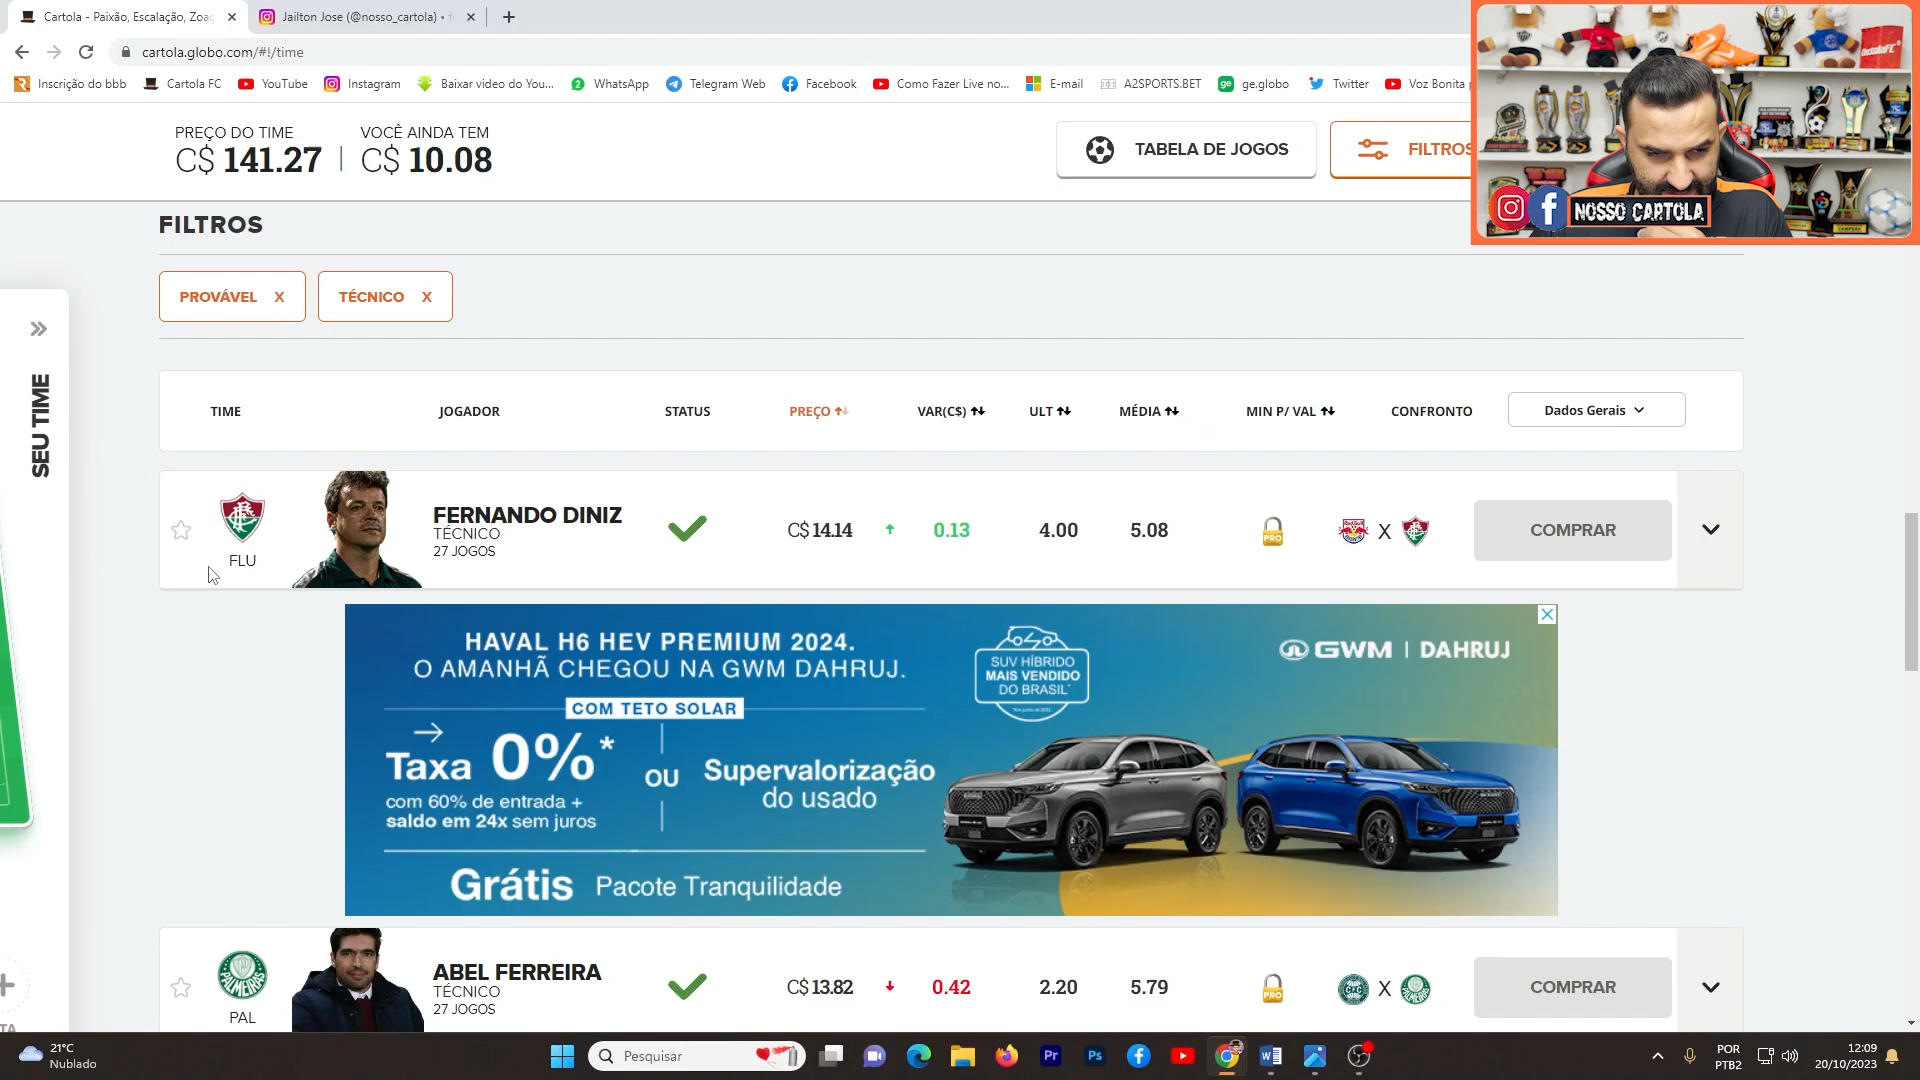 Cartola - Paixão, Escalação, Zoaç
Jailton Jose (@nosso_cartola) •
cartola.globo.com/#!/time
Inscrição do bbb
Cartola FC
YouTube
Instagram
Baixar video do You...
WhatsApp
Telegram Web
Facebook
Como Fazer Live no...
E-mail
A2SPORTS.BET
ge.globo
Twitter
Voz Bonita
PREÇO DO TIME
C$ 141.27
VOCÊ AINDA TEM
C$ 10.08
TABELA DE JOGOS
FILTROS
NOSSO CARTOLA
FILTROS
PROVÁVEL X
TÉCNICO X
SEU TIME
TIME
JOGADOR
STATUS
PREÇO
VAR(C$)
ULT
MÉDIA
MIN P/ VAL
CONFRONTO
Dados Gerais
FLU
FERNANDO DINIZ
TÉCNICO
27 JOGOS
C$ 14.14
0.13
4.00
5.08
PRO
X
COMPRAR
HAVAL H6 HEV PREMIUM 2024.
O AMANHÃ CHEGOU NA GWM DAHRUJ.
COM TETO SOLAR
Taxa 0%*
com 60% de entrada +
saldo em 24x sem juros
OU
Supervalorização
do usado
Grátis Pacote Tranquilidade
SUV HÍBRIDO
MAIS VENDIDO
DO BRASIL*
GWM | DAHRUJ
PALMEIRAS
PAL
ABEL FERREIRA
TÉCNICO
27 JOGOS
C$ 13.82
0.42
2.20
5.79
PRO
X
COMPRAR
21°C
Nublado
Pesquisar
POR
PTB2
12:09
20/10/2023